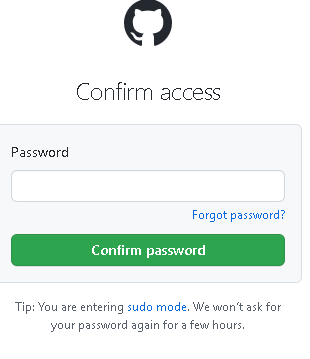 Confirm access
Password
Forgot password?
Confirm password
Tip: You are entering sudo mode. We won't ask for
your password again for a few hours.